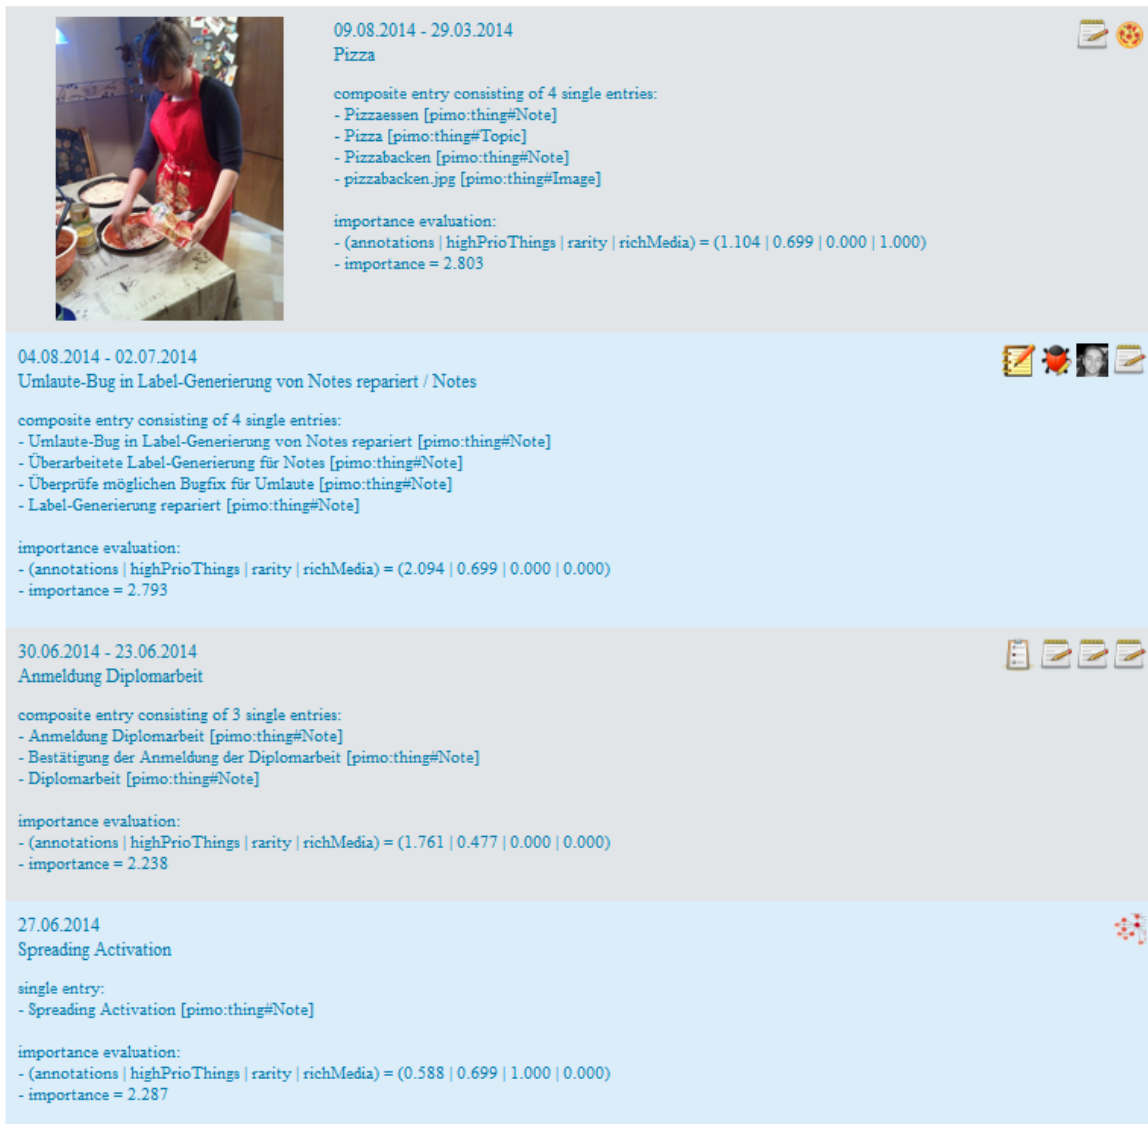 09.08.2014 - 29.03.2014
Pizza
composite entry consisting of 4 single entries:
- Pizzaessen [pimo:thing#Note]
- Pizza [pimo:thing#Topic]
- Pizzabacken [pimo:thing#Note]
- pizzabacken.jpg [pimo:thing#Image]
importance evaluation:
- (annotations | highPrioThings | rarity | richMedia) = (1.104 | 0.699 | 0.000 | 1.000)
- importance = 2.803
04.08.2014 - 02.07.2014
Umlaute-Bug in Label-Generierung von Notes repariert / Notes
composite entry consisting of 4 single entries:
- Umlaute-Bug in Label-Generierung von Notes repariert [pimo:thing#Note]
- Überarbeitete Label-Generierung für Notes [pimo:thing#Note]
- Überprüfe möglichen Bugfix für Umlaute [pimo:thing#Note]
- Label-Generierung repariert [pimo:thing#Note]
importance evaluation:
- (annotations | highPrioThings | rarity | richMedia) = (2.094 | 0.699 | 0.000 | 0.000)
- importance = 2.793
30.06.2014 - 23.06.2014
Anmeldung Diplomarbeit
composite entry consisting of 3 single entries:
- Anmeldung Diplomarbeit [pimo:thing#Note]
- Bestätigung der Anmeldung der Diplomarbeit [pimo:thing#Note]
- Diplomarbeit [pimo:thing#Note]
importance evaluation:
- (annotations | highPrioThings | rarity | richMedia) = (1.761 | 0.477 | 0.000 | 0.000)
- importance = 2.238
27.06.2014
Spreading Activation
single entry:
- Spreading Activation [pimo:thing#Note]
importance evaluation:
- (annotations | highPrioThings | rarity | richMedia) = (0.588 | 0.699 | 1.000 | 0.000)
- importance = 2.287